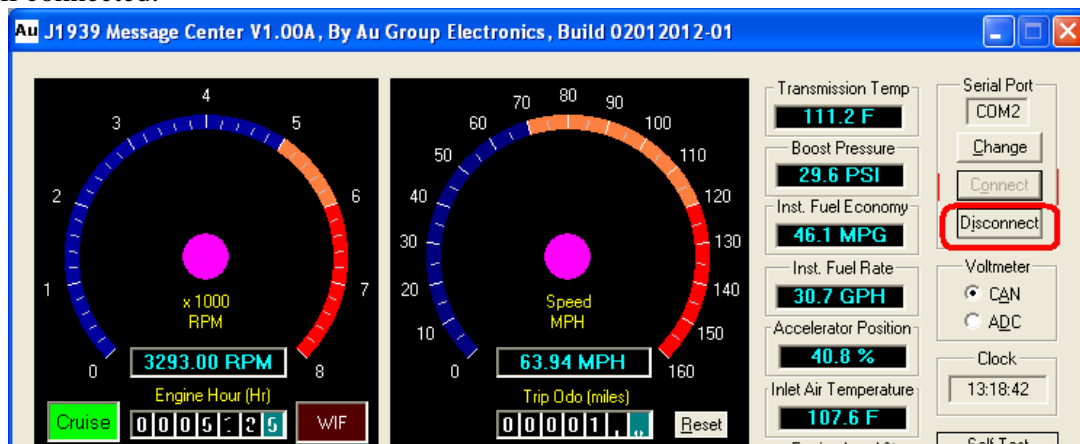 Au J1939 Message Center V1.00A, By Au Group Electronics, Build 02012012-01
4
3 5
2 6
1 7
0 8
x 1000
RPM
3293.00 RPM
Engine Hour (Hr)
Cruise
WIF
80
70 90
60 100
50 110
40 120
30 130
20 140
10 150
0 160
Speed
MPH
63.94 MPH
Trip Odo (miles)
Reset
Transmission Temp
111.2 F
Boost Pressure
29.6 PSI
Inst. Fuel Economy
46.1 MPG
Inst. Fuel Rate
30.7 GPH
Accelerator Position
40.8 %
Inlet Air Temperature
107.6 F
Serial Port
COM2
Change
Connect
Disconnect
Voltmeter
CAN
ADC
Clock
13:18:42